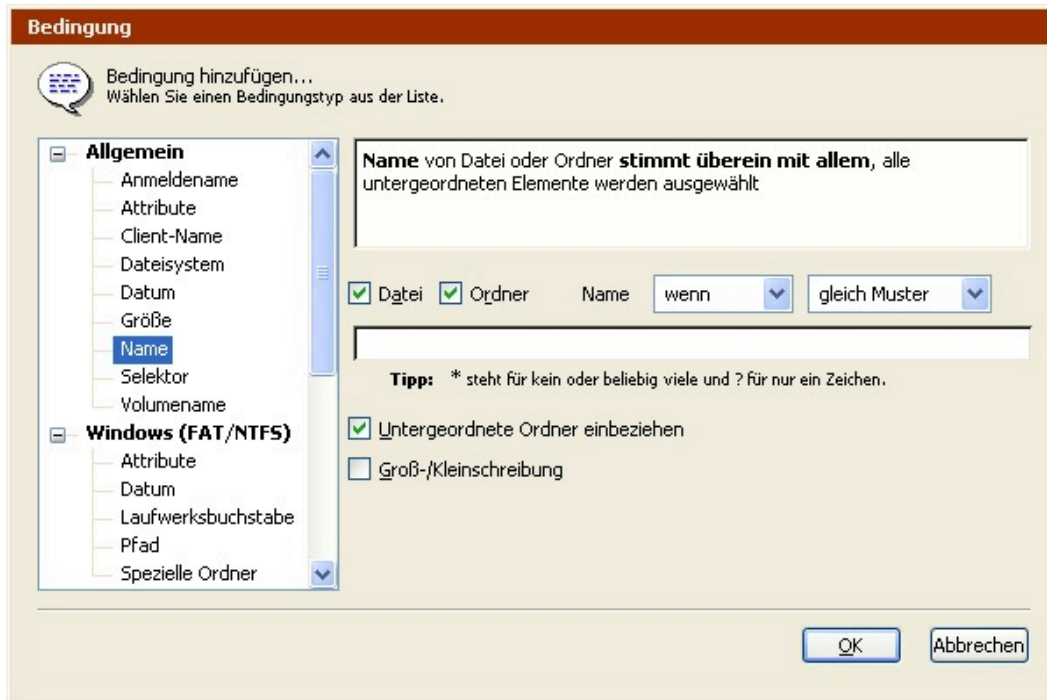 Bedingung
Bedingung hinzufügen...
Wählen Sie einen Bedingungstyp aus der Liste.
Allgemein
Anmeldename
Attribute
Client-Name
Dateisystem
Datum
Größe
Name
Selektor
Volumename
Windows (FAT/NTFS)
Attribute
Datum
Laufwerksbuchstabe
Pfad
Spezielle Ordner
Name von Datei oder Ordner stimmt überein mit allem, alle
untergeordneten Elemente werden ausgewählt
Datei Ordner Name wenn gleich Muster
Tipp: * steht für kein oder beliebig viele und ? für nur ein Zeichen.
Untergeordnete Ordner einbeziehen
Groß-/Kleinschreibung
OK Abbrechen